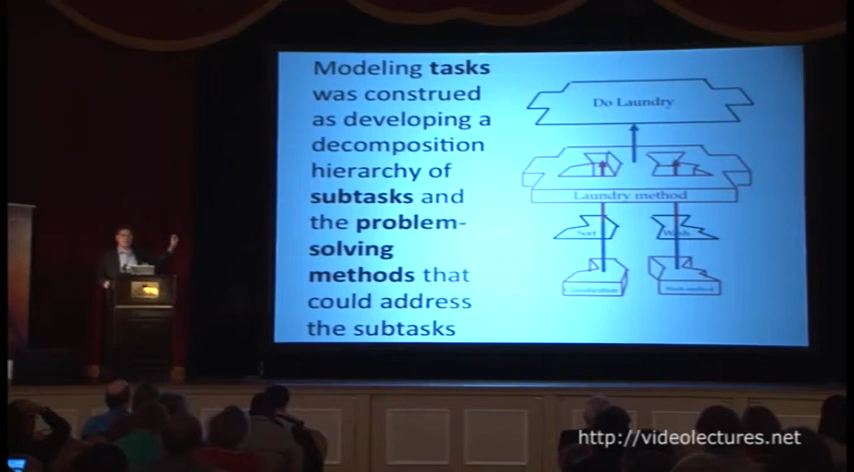 Modeling tasks
was construed
as developing a
decomposition
hierarchy of
subtasks and
the problem-
solving
methods that
could address
the subtasks
Do Laundry
Laundry method
Sort
Wash
http://videolectures.net